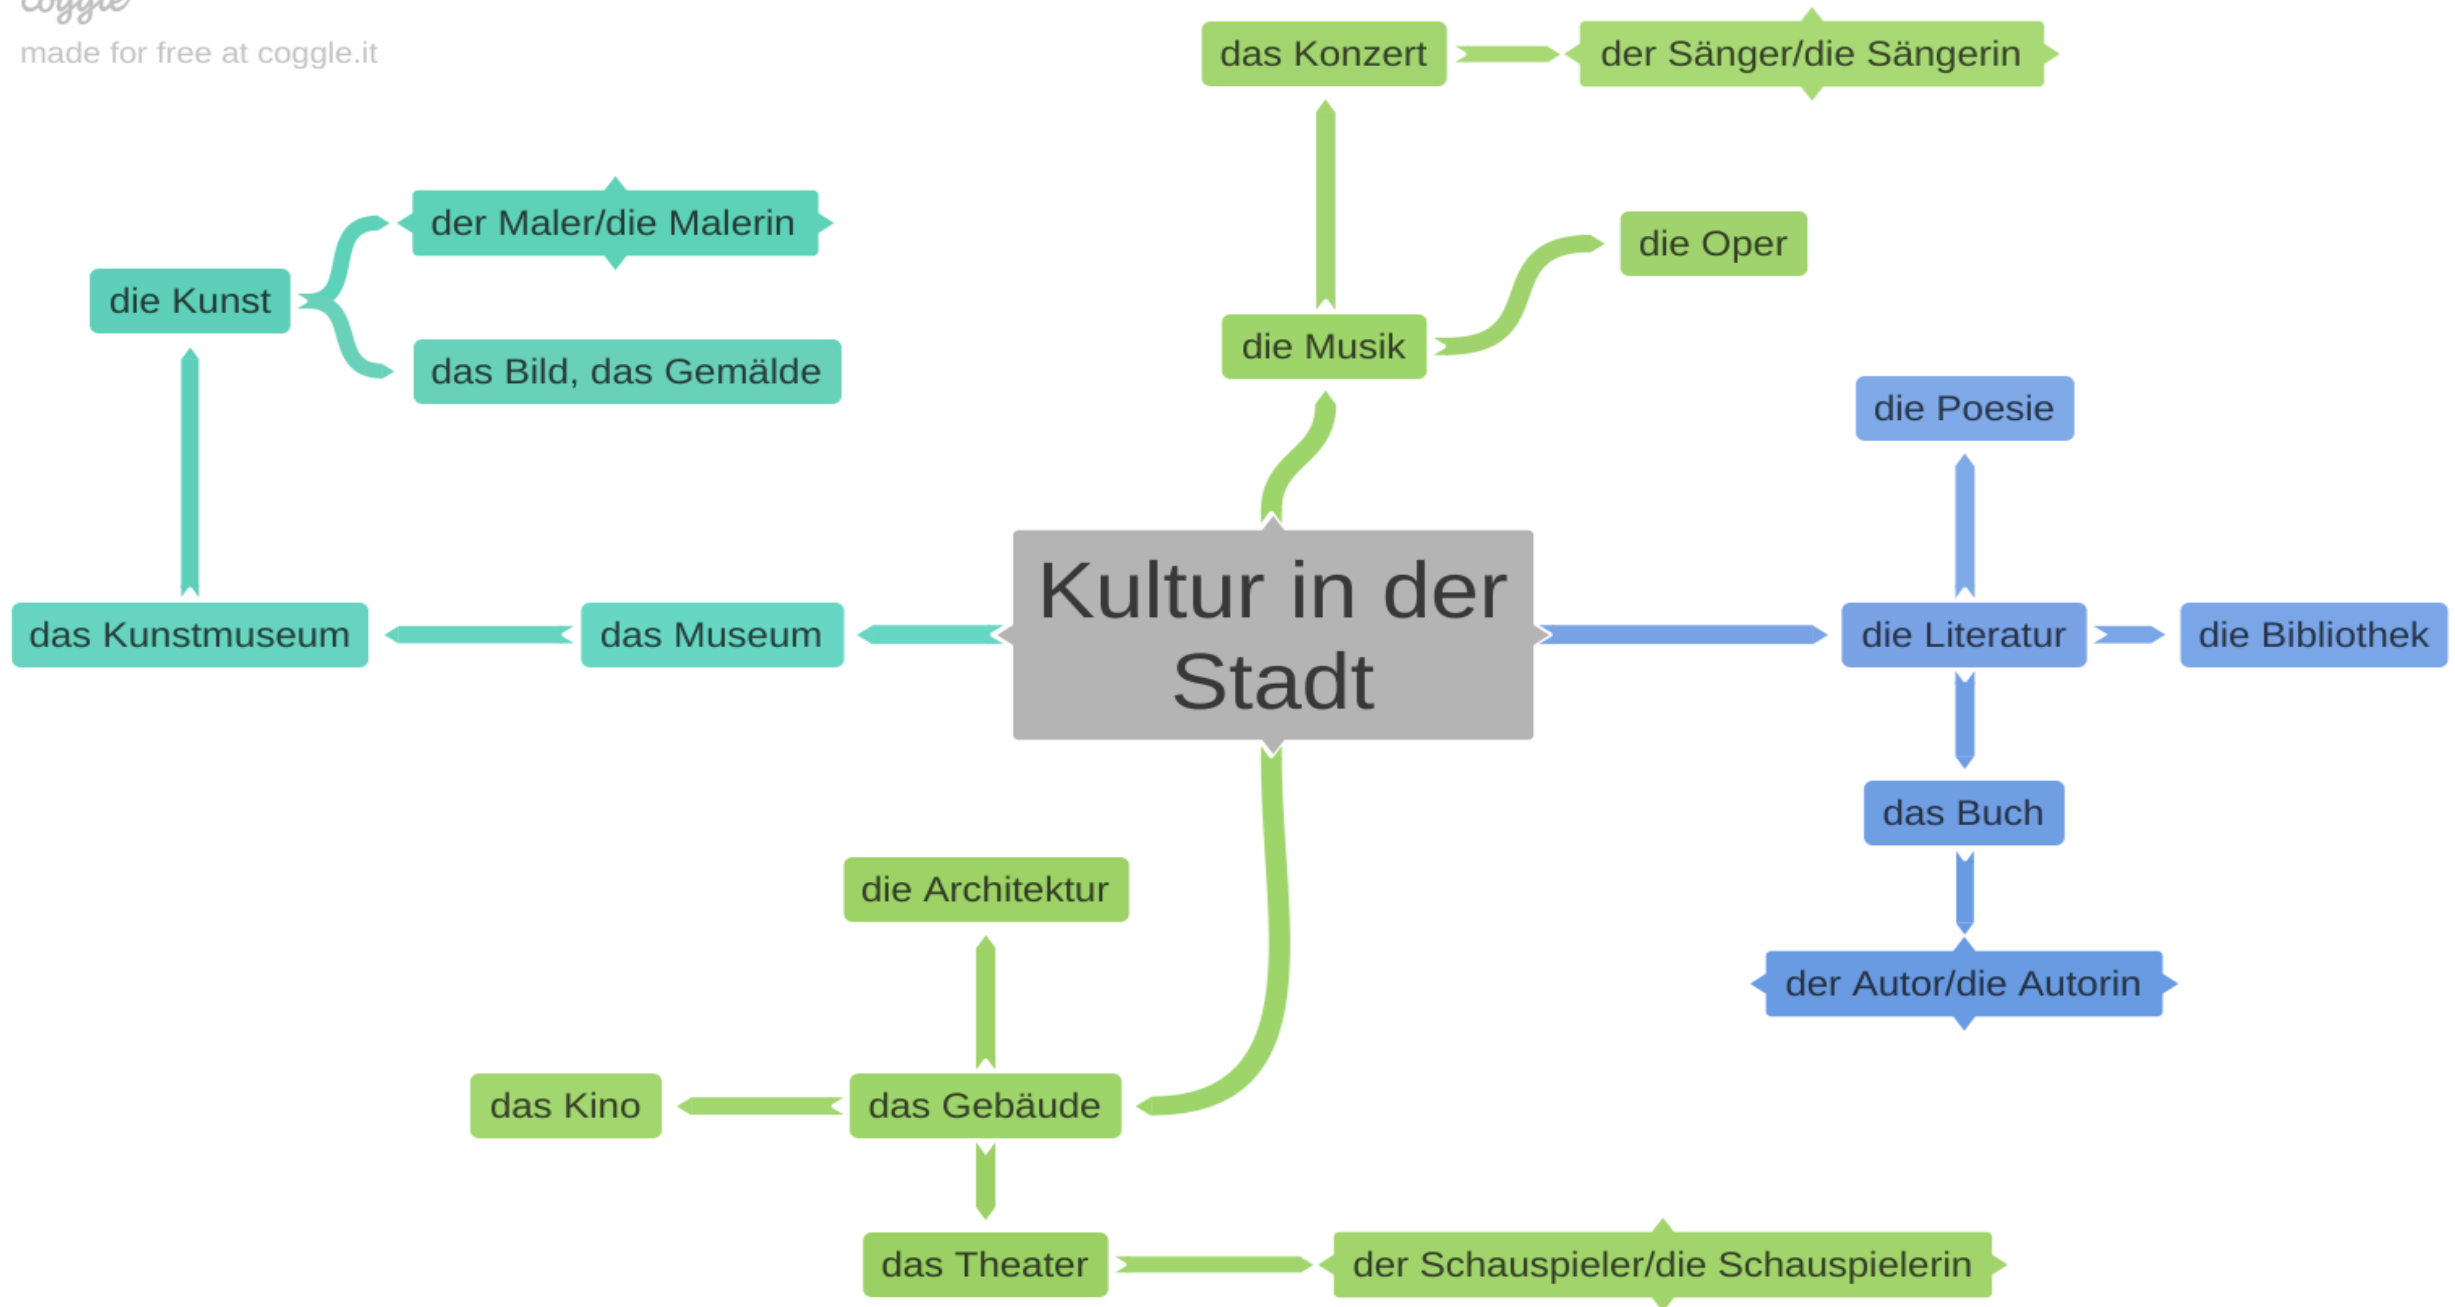 coggle
made for free at coggle.it
das Konzert
der Sänger/die Sängerin
der Maler/die Malerin
die Oper
die Kunst
die Musik
das Bild, das Gemälde
die Poesie
Kultur in der
Stadt
das Kunstmuseum
das Museum
die Literatur
die Bibliothek
das Buch
die Architektur
der Autor/die Autorin
das Kino
das Gebäude
das Theater
der Schauspieler/die Schauspielerin